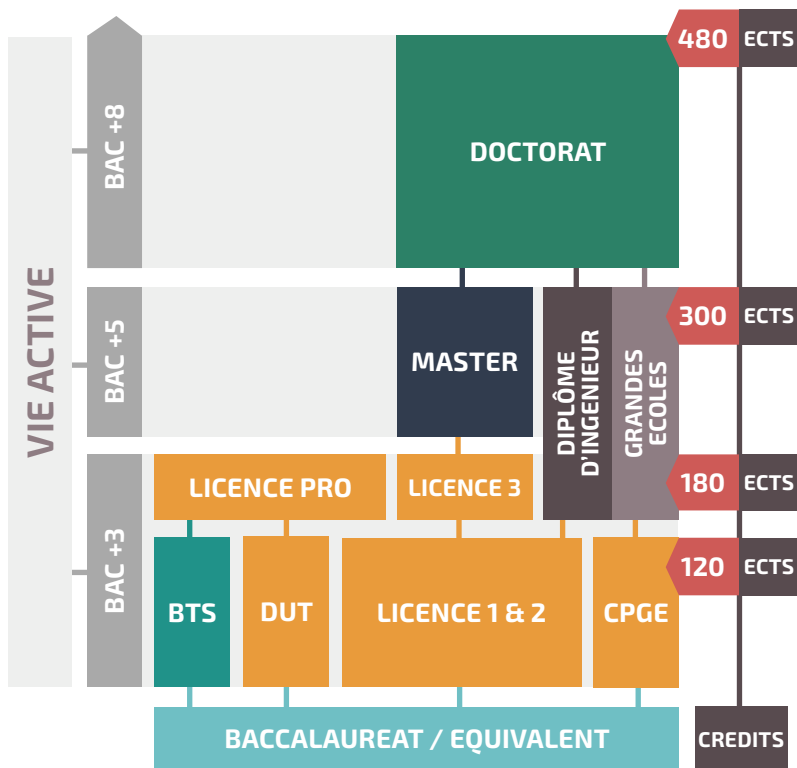 480 ECTS
BAC +8
DOCTORAT
VIE ACTIVE
BAC +5
MASTER
DIPLÔME
D'INGENIEUR
GRANDES
ECOLES
300 ECTS
BAC +3
LICENCE PRO
LICENCE 3
180 ECTS
120 ECTS
BTS
DUT
LICENCE 1 & 2
CPGE
BACCALAUREAT / EQUIVALENT
CREDITS